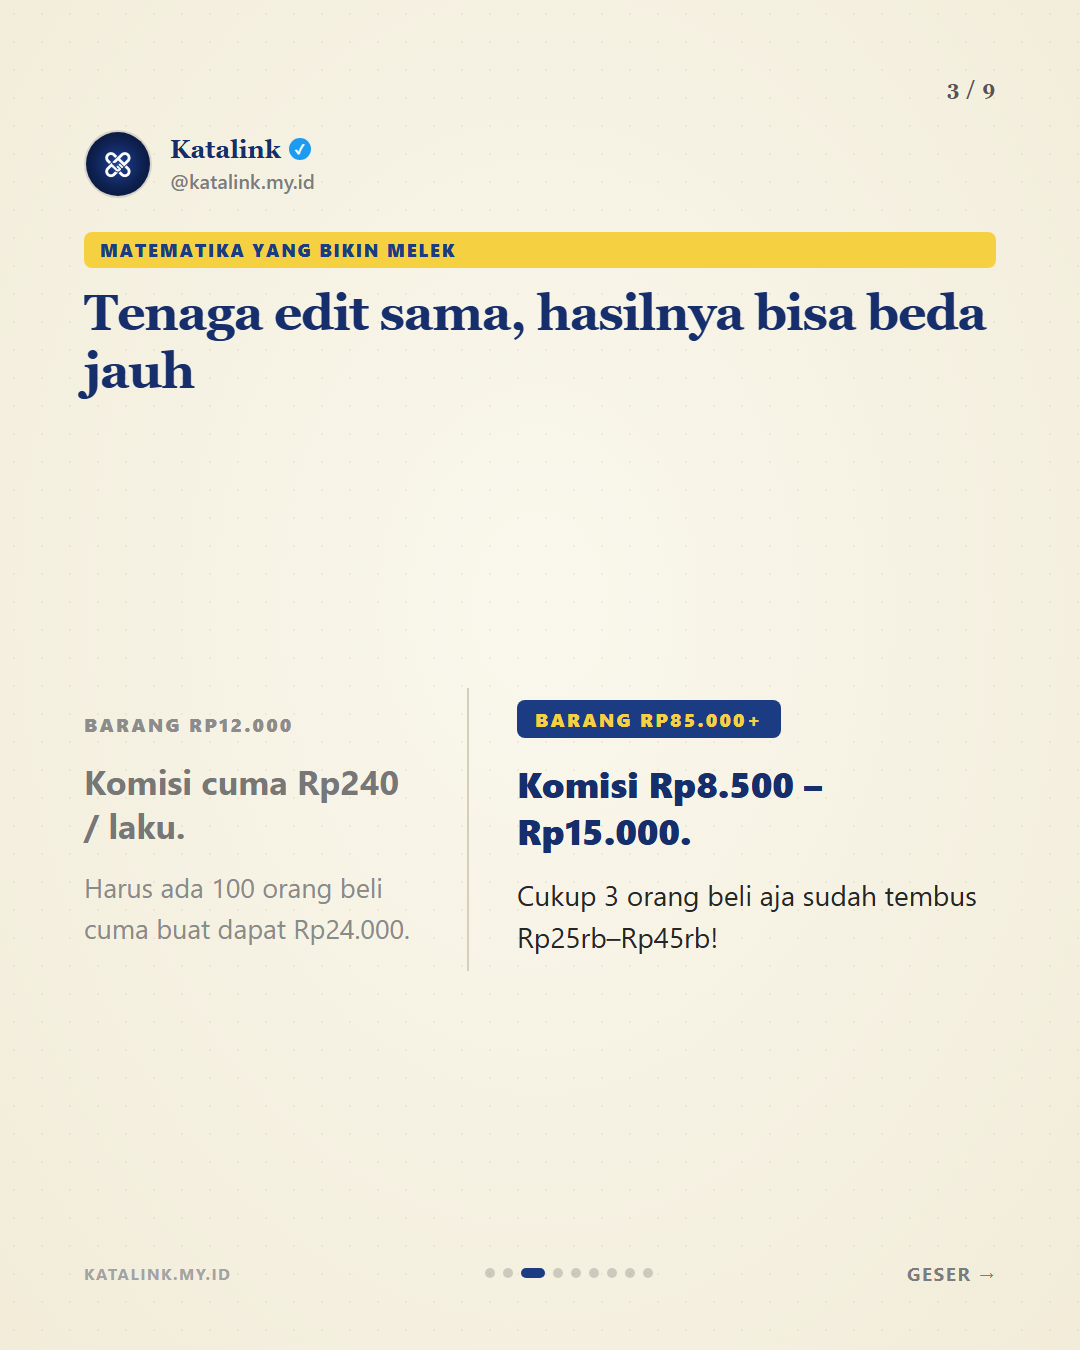 3 / 9
Katalink
@katalink.my.id
MATEMATIKA YANG BIKIN MELEK
Tenaga edit sama, hasilnya bisa beda
jauh
BARANG RP12.000
Komisi cuma Rp240
/ laku.
Harus ada 100 orang beli
cuma buat dapat Rp24.000.
BARANG RP85.000+
Komisi Rp8.500 –
Rp15.000.
Cukup 3 orang beli aja sudah tembus
Rp25rb–Rp45rb!
KATALINK.MY.ID
GESER →